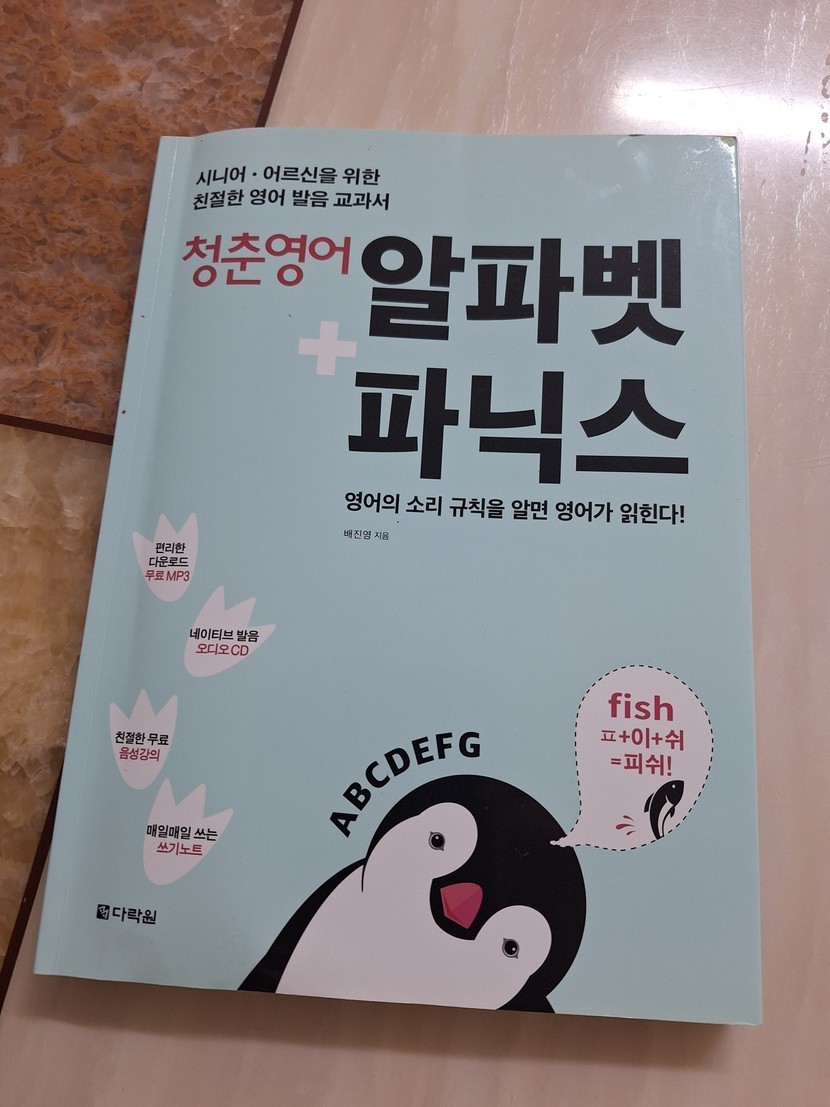 시니어・어르신을 위한
친절한 영어 발음 교과서
청춘영어
알파벳
+
파닉스
영어의 소리 규칙을 알면 영어가 읽힌다!
배진영 지음
편리한
다운로드
무료 MP3
네이티브 발음
오디오 CD
친절한 무료
음성강의
매일매일 쓰는
쓰기노트
ABCDEFG
fish
ㅍ+이+쉬
=피쉬!
다락원